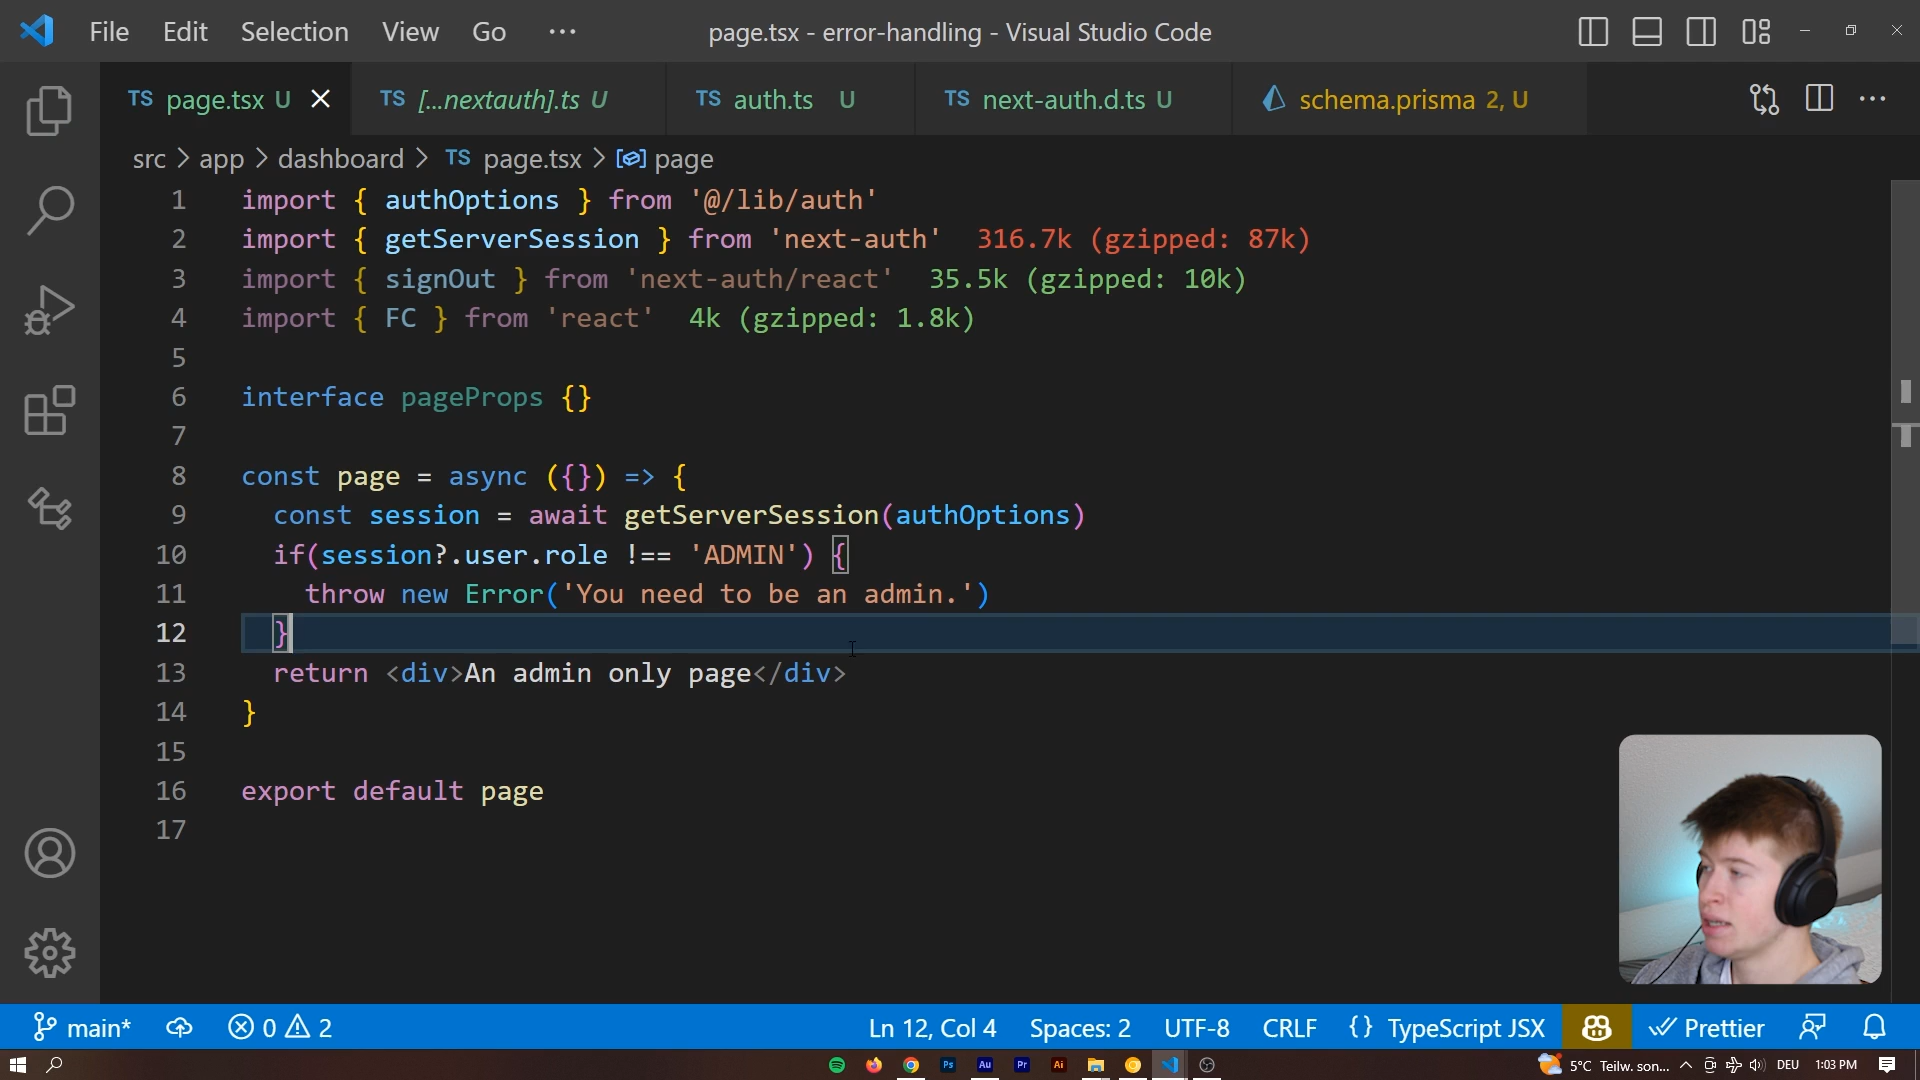 File Edit Selection View Go ··· page.tsx - error-handling - Visual Studio Code
TS page.tsx U TS [...nextauth].ts U TS auth.ts U TS next-auth.d.ts U schema.prisma 2, U ···
src > app > dashboard > TS page.tsx > page
1 import { authOptions } from '@/lib/auth'
2 import { getServerSession } from 'next-auth' 316.7k (gzipped: 87k)
3 import { signOut } from 'next-auth/react' 35.5k (gzipped: 10k)
4 import { FC } from 'react' 4k (gzipped: 1.8k)
5
6 interface pageProps {}
7
8 const page = async ({}) => {
9 const session = await getServerSession(authOptions)
10 if(session?.user.role !== 'ADMIN') {
11 throw new Error('You need to be an admin.')
12 }
13 return <div>An admin only page</div>
14 }
15
16 export default page
17
main* 0 2 Ln 12, Col 4 Spaces: 2 UTF-8 CRLF {} TypeScript JSX Prettier
Ps Au Pr Ai 5°C Teilw. son... DEU 1:03 PM